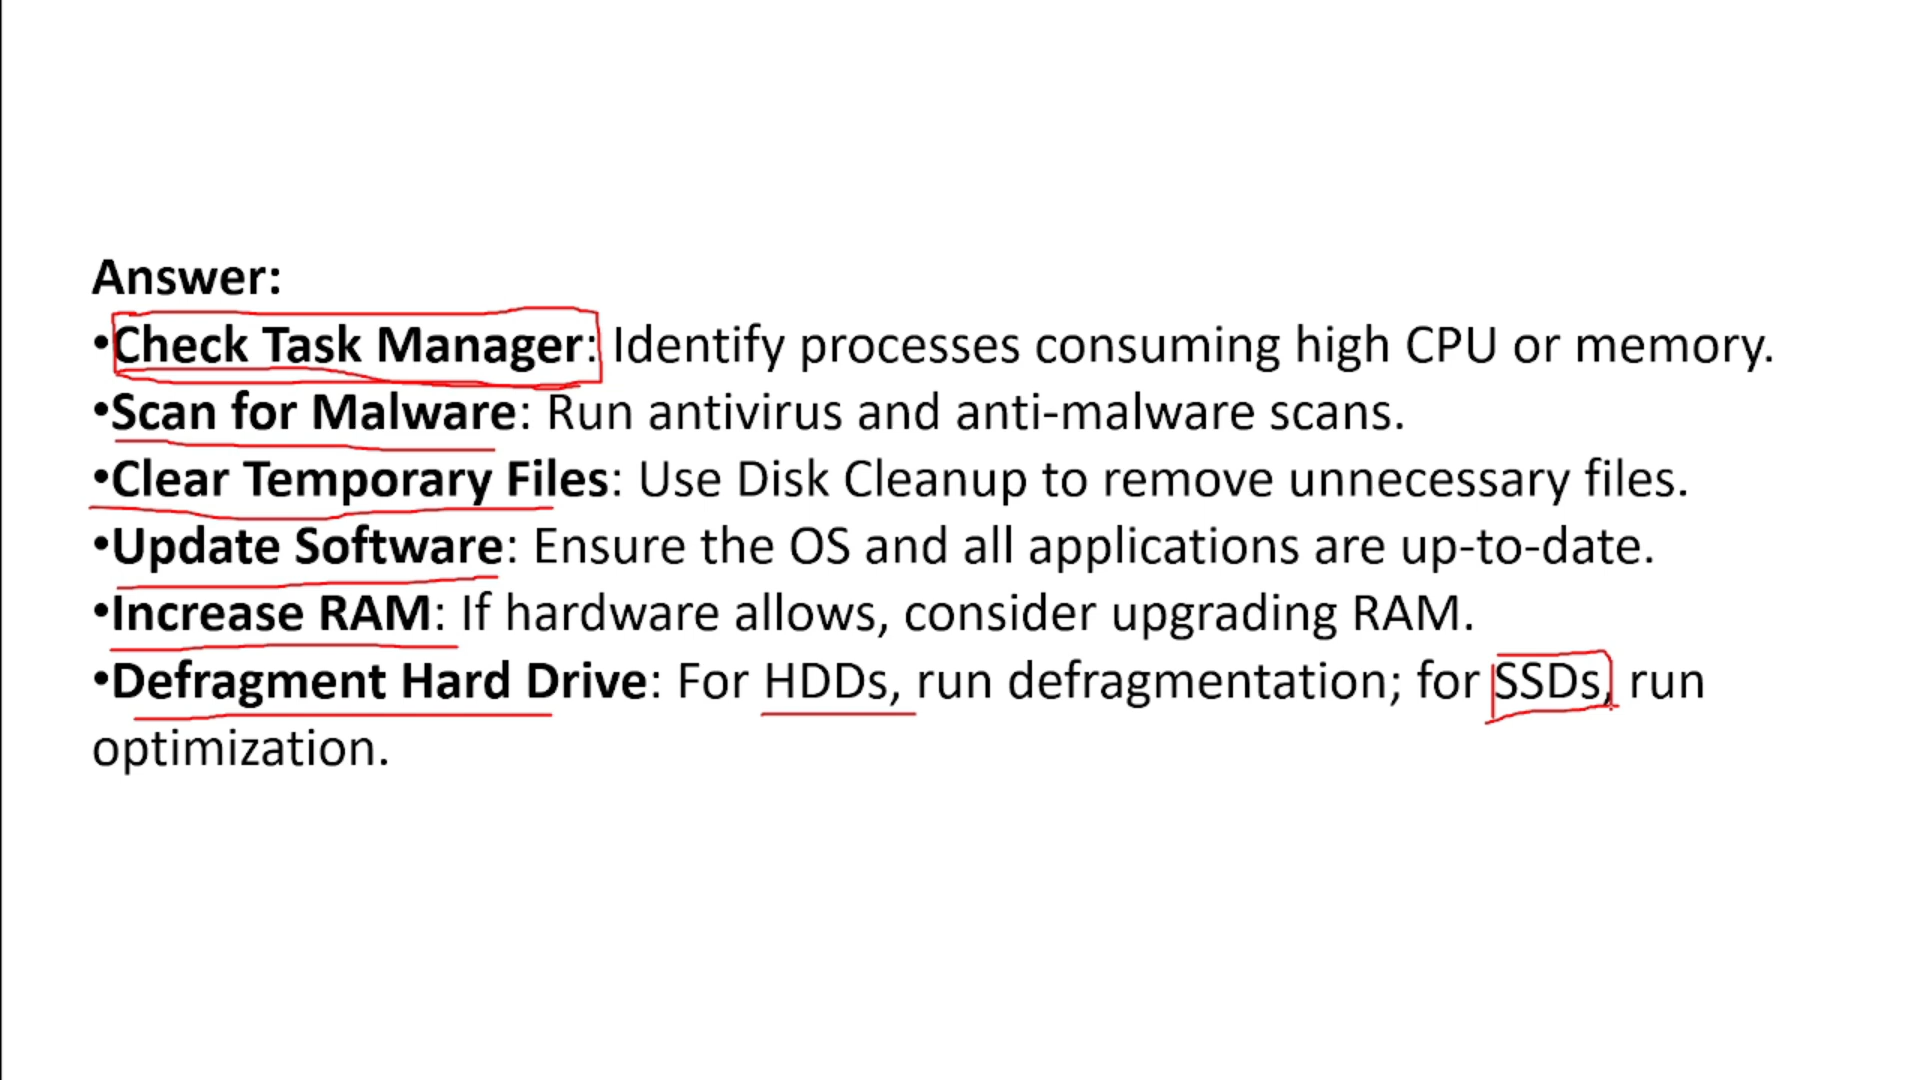 Answer:
•Check Task Manager: Identify processes consuming high CPU or memory.
•Scan for Malware: Run antivirus and anti-malware scans.
•Clear Temporary Files: Use Disk Cleanup to remove unnecessary files.
•Update Software: Ensure the OS and all applications are up-to-date.
•Increase RAM: If hardware allows, consider upgrading RAM.
•Defragment Hard Drive: For HDDs, run defragmentation; for SSDs, run
optimization.